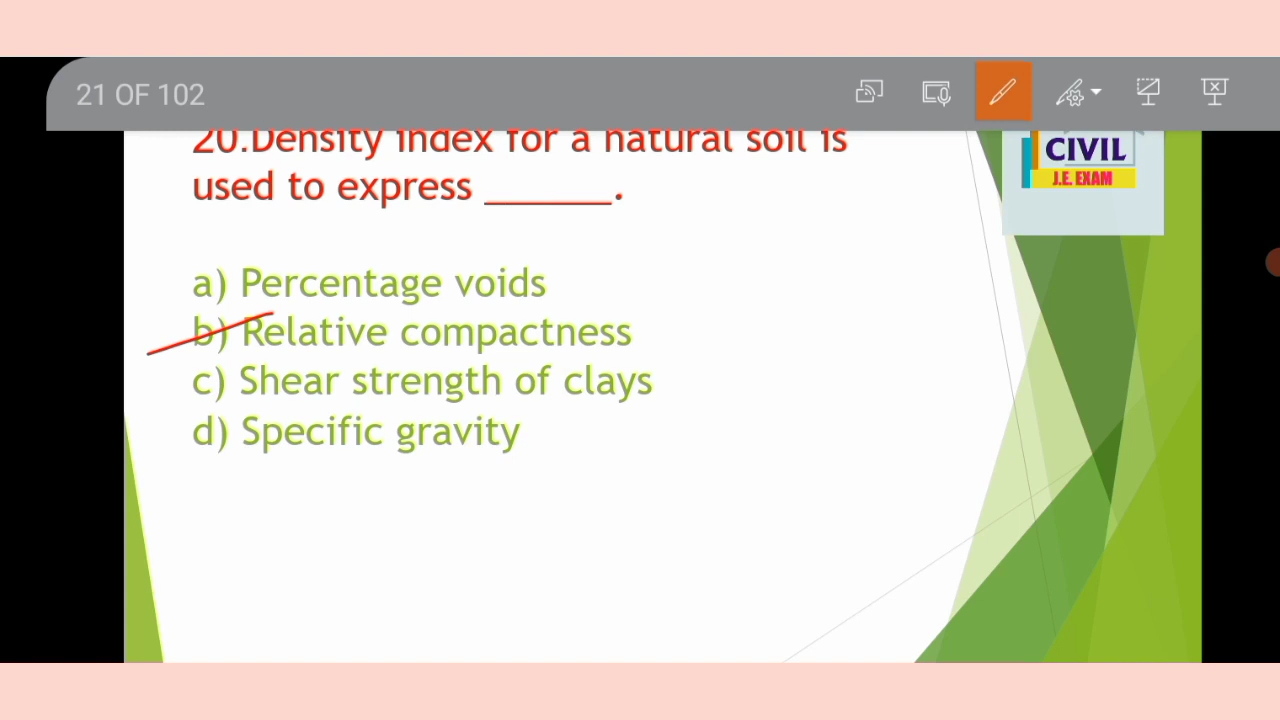 21 OF 102
20.Density index for a natural soil is
used to express ______.
CIVIL
J.E. EXAM
a) Percentage voids
b) Relative compactness
c) Shear strength of clays
d) Specific gravity